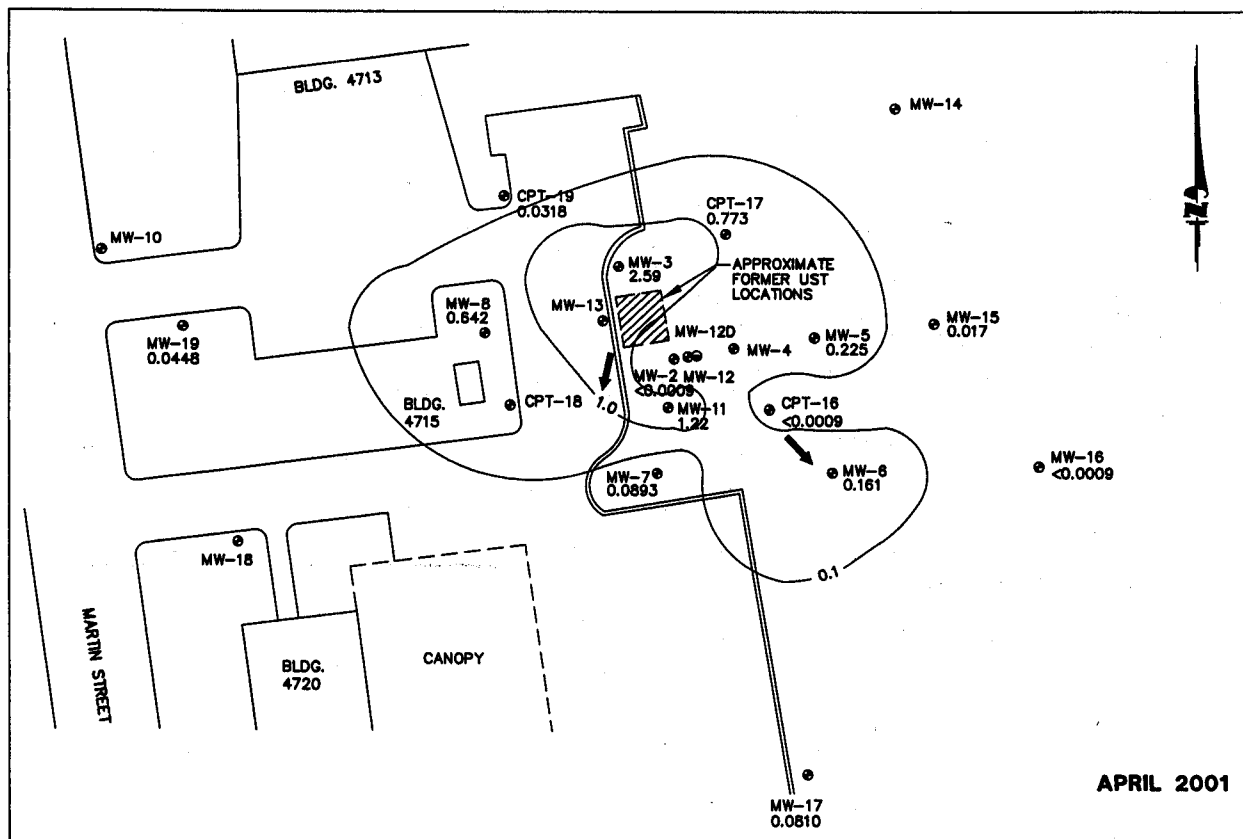 BLDG. 4713
MW-14
CPT-19
0.0318
CPT-17
0.773
MW-10
MW-3
2.59
APPROXIMATE
FORMER UST
LOCATIONS
MW-8
0.642
MW-13
MW-19
0.0448
MW-12D
MW-4
MW-5
0.225
MW-15
0.017
MW-2
<0.0009
MW-12
BLDG.
4715
CPT-18
1.0
MW-11
1.22
CPT-16
<0.0009
MW-7
0.0893
MW-6
0.161
MW-16
<0.0009
MW-18
0.1
MARTIN STREET
BLDG.
4720
CANOPY
N
MW-17
0.0810
APRIL 2001